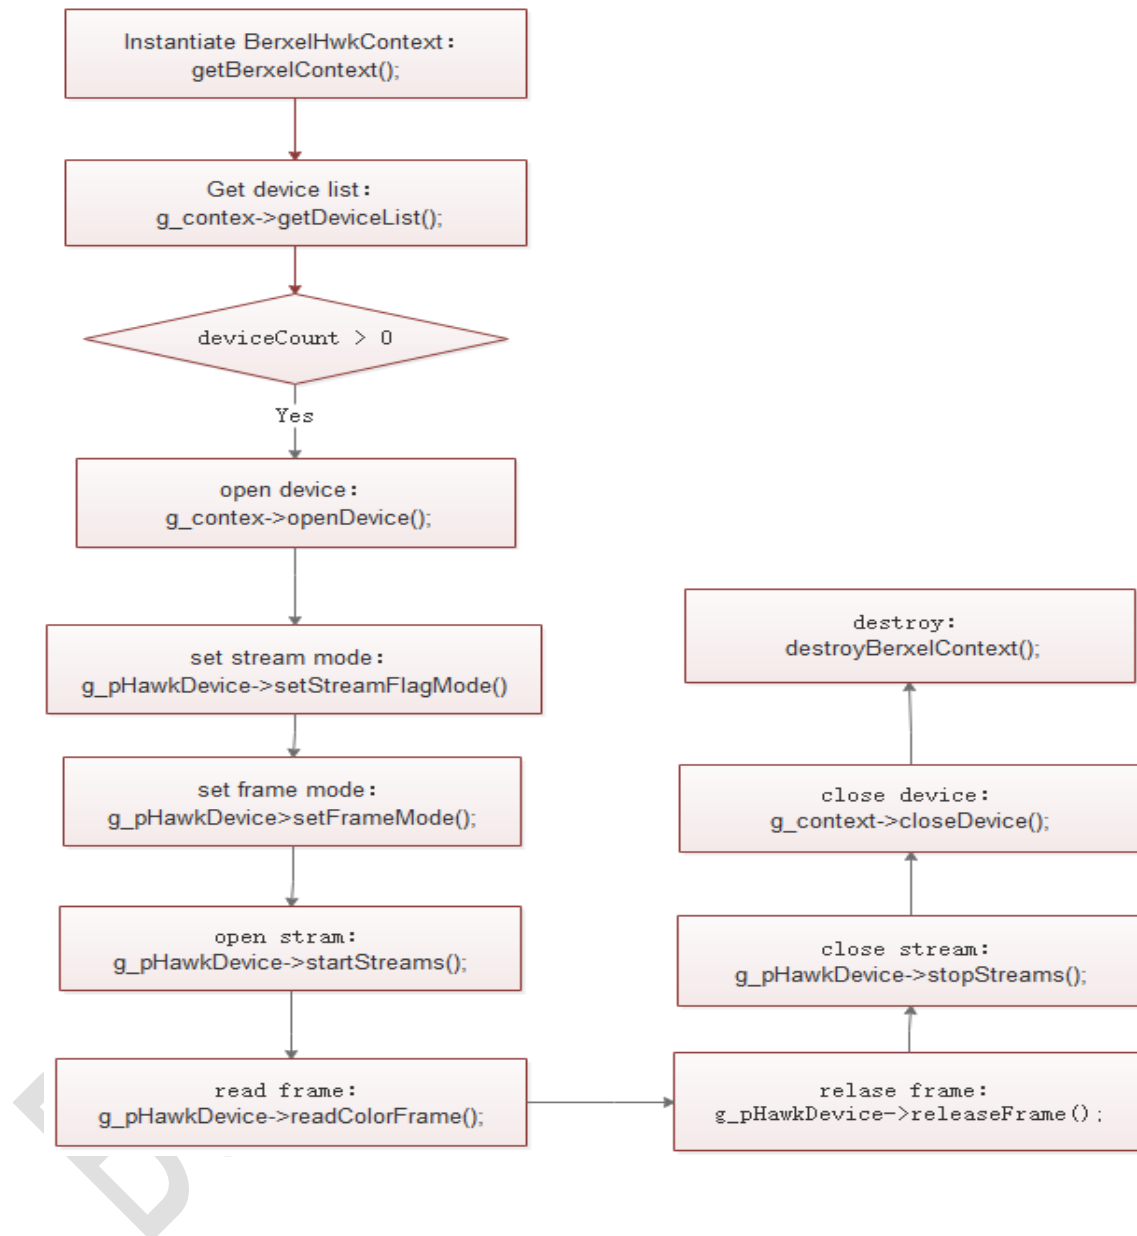 Instantiate BerxelHwkContext:
getBerxelContext();
Get device list:
g_contex->getDeviceList();
deviceCount > 0
Yes
open device:
g_contex->openDevice();
set stream mode:
g_pHawkDevice->setStreamFlagMode()
set frame mode:
g_pHawkDevice>setFrameMode();
open stram:
g_pHawkDevice->startStreams();
read frame:
g_pHawkDevice->readColorFrame();
relase frame:
g_pHawkDevice->releaseFrame();
close stream:
g_pHawkDevice->stopStreams();
close device:
g_context->closeDevice();
destroy:
destroyBerxelContext();